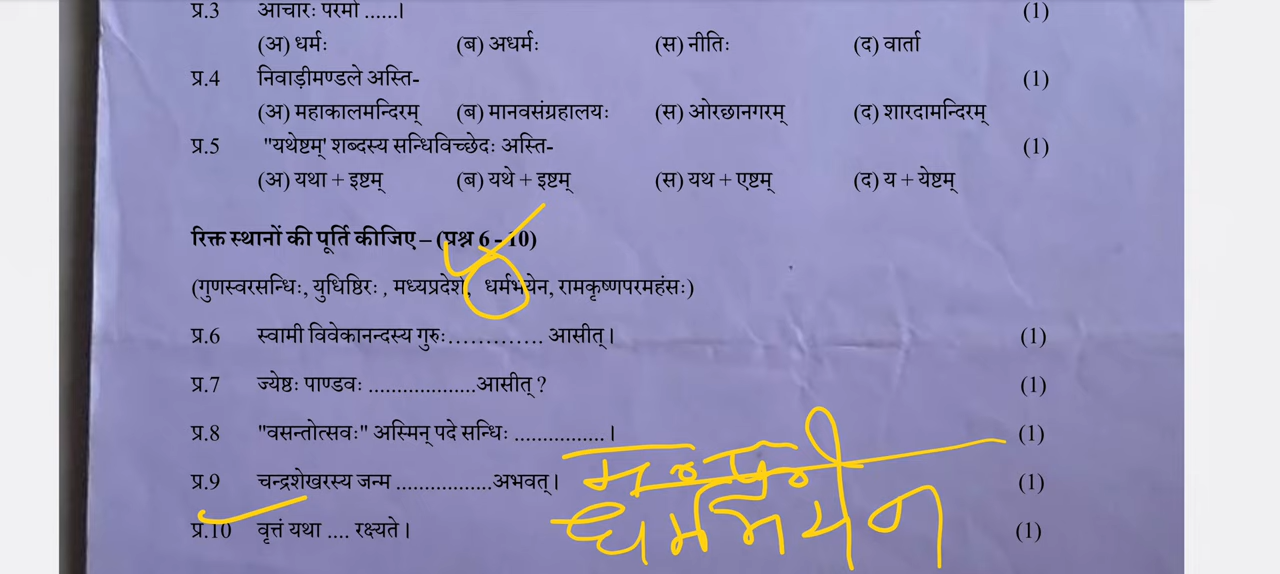 प्र.3 आचारः परमो ......। (1)
(अ) धर्मः (ब) अधर्मः (स) नीतिः (द) वार्ता
प्र.4 निवाड़ीमण्डले अस्ति- (1)
(अ) महाकालमन्दिरम् (ब) मानवसंग्रहालयः (स) ओरछानगरम् (द) शारदामन्दिरम्
प्र.5 "यथेष्टम्' शब्दस्य सन्धिविच्छेदः अस्ति- (1)
(अ) यथा + इष्टम् (ब) यथे + इष्टम् (स) यथ + एष्टम् (द) य + येष्टम्
रिक्त स्थानों की पूर्ति कीजिए – (प्रश्न 6 - 10)
(गुणस्वरसन्धिः, युधिष्ठिरः , मध्यप्रदेशे, धर्मभयेन, रामकृष्णपरमहंसः)
प्र.6 स्वामी विवेकानन्दस्य गुरुः............. आसीत्। (1)
प्र.7 ज्येष्ठः पाण्डवः ...................आसीत् ? (1)
प्र.8 "वसन्तोत्सवः" अस्मिन् पदे सन्धिः ................। (1)
प्र.9 चन्द्रशेखरस्य जन्म .................अभवत्। (1)
प्र.10 वृत्तं यथा .... रक्ष्यते। (1)
धर्मभयेन